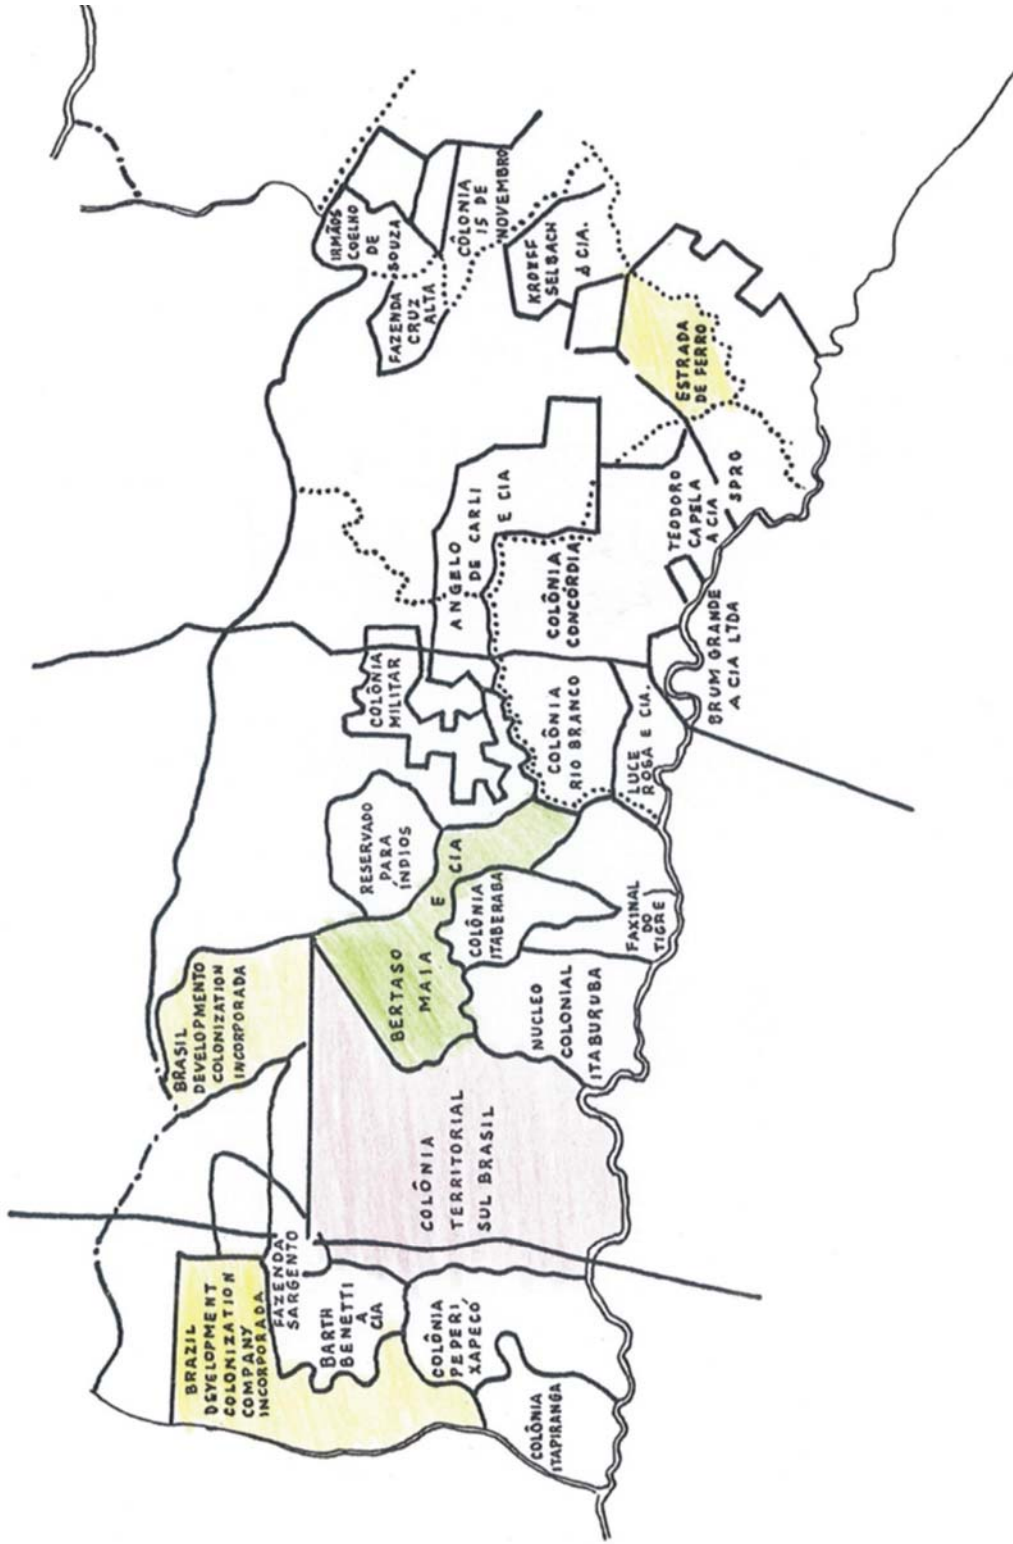 BRAZIL
DEVELOPMENT
COLONIZATION
COMPANY
INCORPORADA
FAZENDA
SARGENTO
BARTH
BENETTI
A
CIA
COLÔNIA
PEPERI
XAPECÓ
COLÔNIA
ITAPIRANGA
BRASIL
DEVELOPMENTO
COLONIZATION
INCORPORADA
COLÔNIA
TERRITORIAL
SUL BRASIL
BERTASO
MAIA
E
CIA
RESERVADO
PARA
ÍNDIOS
COLÔNIA
ITABERABA
NUCLEO
COLONIAL
ITABURUBA
FAXINAL
DO
TIGRE
COLÔNIA
MILITAR
COLÔNIA
RIO BRANCO
LUCE
ROSA E CIA.
ANGELO
DE CARLI
E CIA
COLÔNIA
CONCÓRDIA
BRUM GRANDE
A CIA LTDA
TEODORO
CAPELA
A CIA
SPRG
IRMÃOS
COELHO
DE
SOUZA
FAZENDA
CRUZ
ALTA
CÔLONIA
15 DE
NOVEMBRO
KROEFF
SELBACH
& CIA.
ESTRADA
DE FERRO